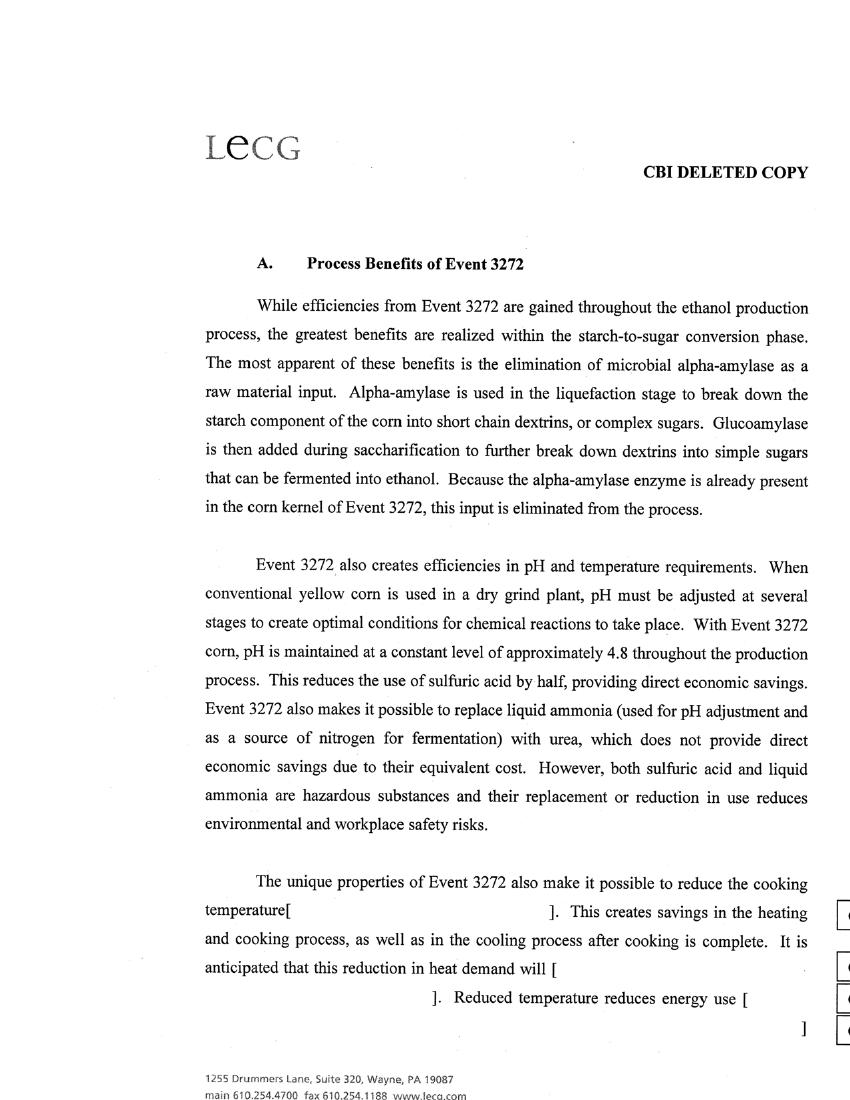 LECG
CBI DELETED COPY
A. Process Benefits of Event 3272
While efficiencies from Event 3272 are gained throughout the ethanol production
process, the greatest benefits are realized within the starch-to-sugar conversion phase.
The most apparent of these benefits is the elimination of microbial alpha-amylase as a
raw material input. Alpha-amylase is used in the liquefaction stage to break down the
starch component of the corn into short chain dextrins, or complex sugars. Glucoamylase
is then added during saccharification to further break down dextrins into simple sugars
that can be fermented into ethanol. Because the alpha-amylase enzyme is already present
in the corn kernel of Event 3272, this input is eliminated from the process.
Event 3272 also creates efficiencies in pH and temperature requirements. When
conventional yellow corn is used in a dry grind plant, pH must be adjusted at several
stages to create optimal conditions for chemical reactions to take place. With Event 3272
corn, pH is maintained at a constant level of approximately 4.8 throughout the production
process. This reduces the use of sulfuric acid by half, providing direct economic savings.
Event 3272 also makes it possible to replace liquid ammonia (used for pH adjustment and
as a source of nitrogen for fermentation) with urea, which does not provide direct
economic savings due to their equivalent cost. However, both sulfuric acid and liquid
ammonia are hazardous substances and their replacement or reduction in use reduces
environmental and workplace safety risks.
The unique properties of Event 3272 also make it possible to reduce the cooking
temperature[ ]. This creates savings in the heating
and cooking process, as well as in the cooling process after cooking is complete. It is
anticipated that this reduction in heat demand will [
]. Reduced temperature reduces energy use [
]
1255 Drummers Lane, Suite 320, Wayne, PA 19087
main 610.254.4700 fax 610.254.1188 www.lecg.com